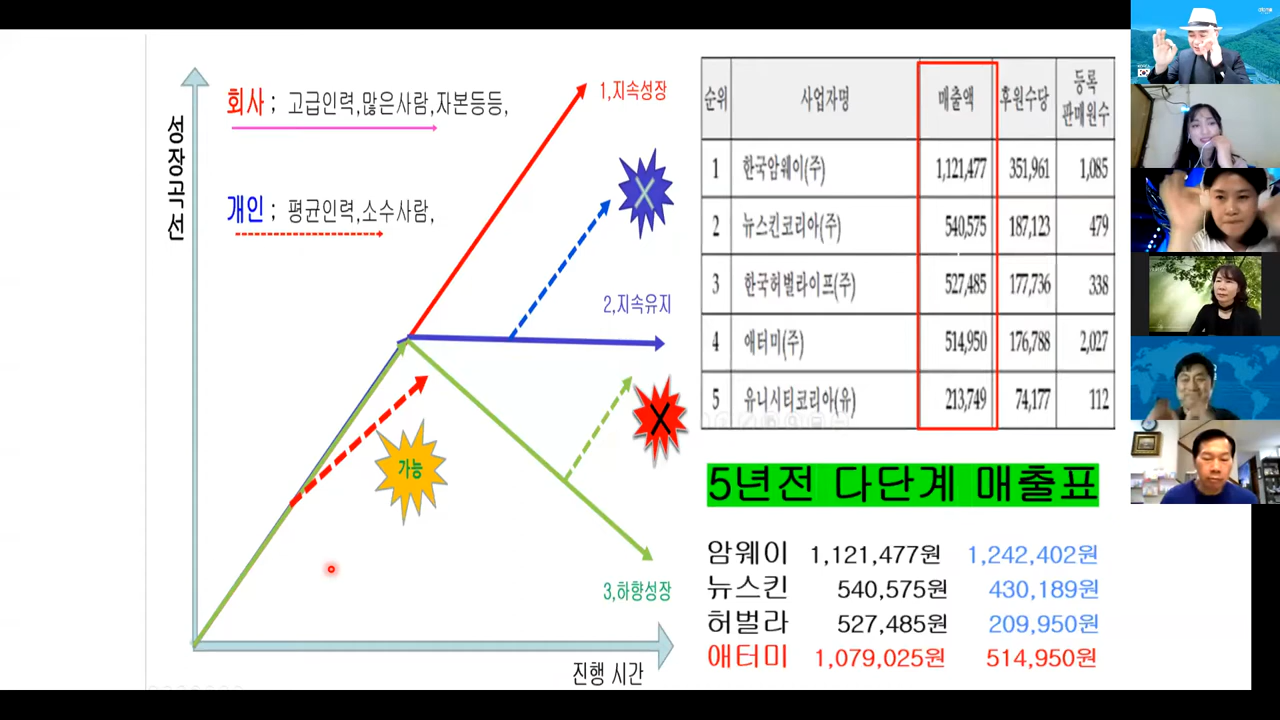 성장곡선
회사 ; 고급인력,많은사람,자본등등,
개인 ; 평균인력,소수사람,
1,지속성장
X
2,지속유지
X
가능
3,하향성장
진행 시간
순위 사업자명 매출액 후원수당 등록 판매원수
1 한국암웨이(주) 1,121,477 351,961 1,085
2 뉴스킨코리아(주) 540,575 187,123 479
3 한국허벌라이프(주) 527,485 177,736 338
4 애터미(주) 514,950 176,788 2,027
5 유니시티코리아(유) 213,749 74,177 112
5년전 다단계 매출표
암웨이 1,121,477원 1,242,402원
뉴스킨 540,575원 430,189원
허벌라 527,485원 209,950원
애터미 1,079,025원 514,950원